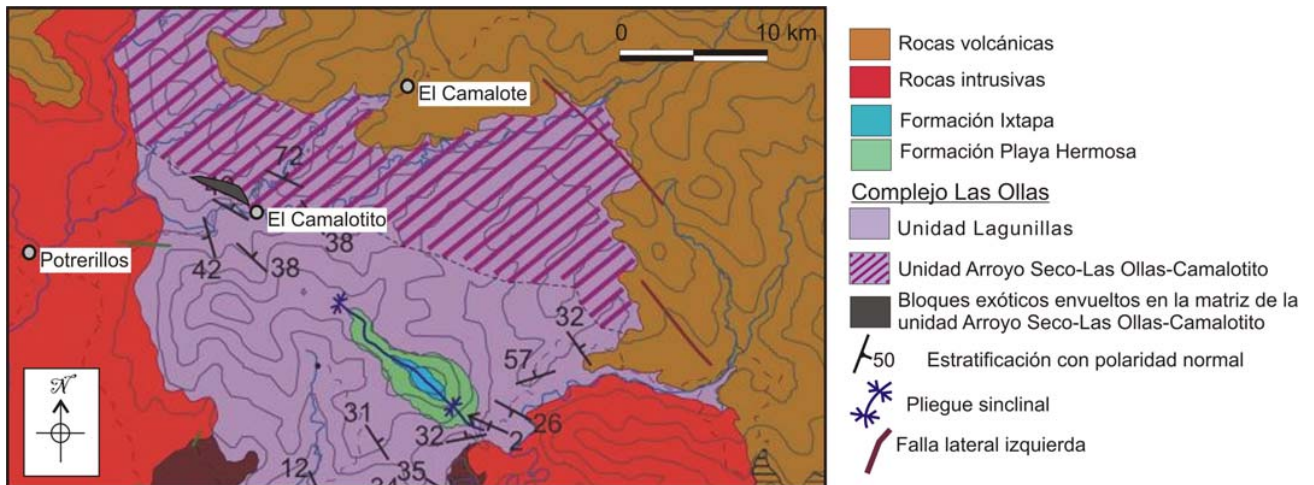 0
10 km
El Camalote
72
El Camalotito
38
42
38
Potrerillos
32
57
31
26
32
2
12
35
N
Rocas volcánicas
Rocas intrusivas
Formación Ixtapa
Formación Playa Hermosa
Complejo Las Ollas
Unidad Lagunillas
Unidad Arroyo Seco-Las Ollas-Camalotito
Bloques exóticos envueltos en la matriz de la
unidad Arroyo Seco-Las Ollas-Camalotito
50
Estratificación con polaridad normal
Pliegue sinclinal
Falla lateral izquierda